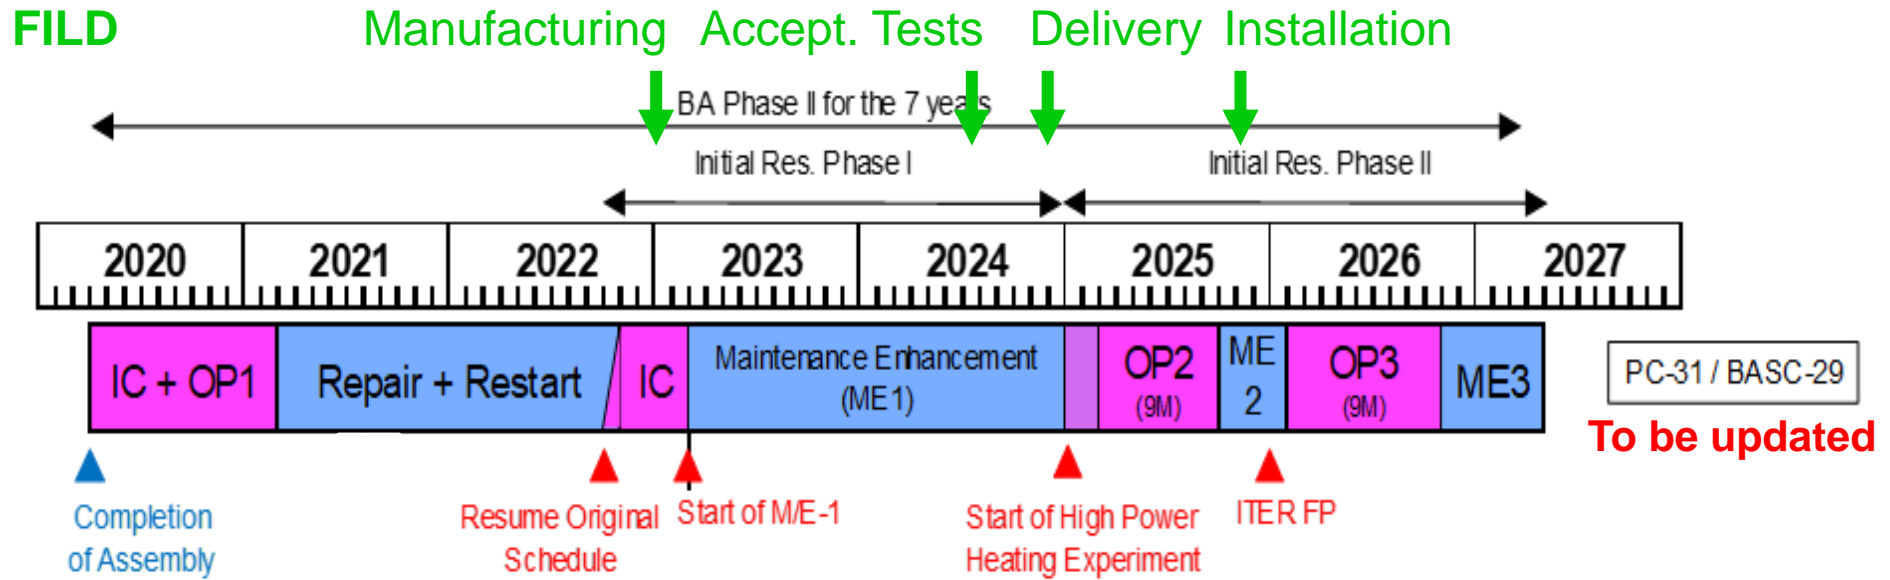 FILD Manufacturing Accept. Tests Delivery Installation
BA Phase II for the 7 years
Initial Res. Phase I Initial Res. Phase II
2020 2021 2022 2023 2024 2025 2026 2027
IC + OP1 Repair + Restart IC Maintenance Enhancement
(ME1) OP2
(9M) ME
2 OP3
(9M) ME3
PC-31 / BASC-29
To be updated
Completion
of Assembly
Resume Original
Schedule
Start of M/E-1
Start of High Power
Heating Experiment
ITER FP